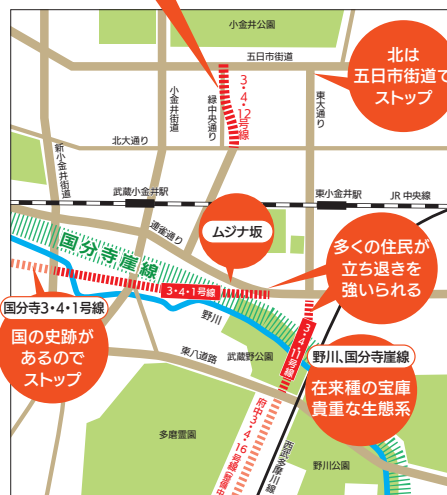 小金井公園
五日市街道
北は
五日市街道で
ストップ
小金井街道
緑中央通り
3・4・12号線
東大通り
北大通り
新小金井街道
武蔵小金井駅
東小金井駅
JR 中央線
連雀通り
ムジナ坂
国分寺崖線
多くの住民が
立ち退きを
強いられる
3・4・1号線
国分寺3・4・1号線
国の史跡が
あるので
ストップ
野川
3・4・11号線
武蔵野公園
東八道路
野川、国分寺崖線
在来種の宝庫
貴重な生態系
多磨霊園
西武多摩川線
野川公園